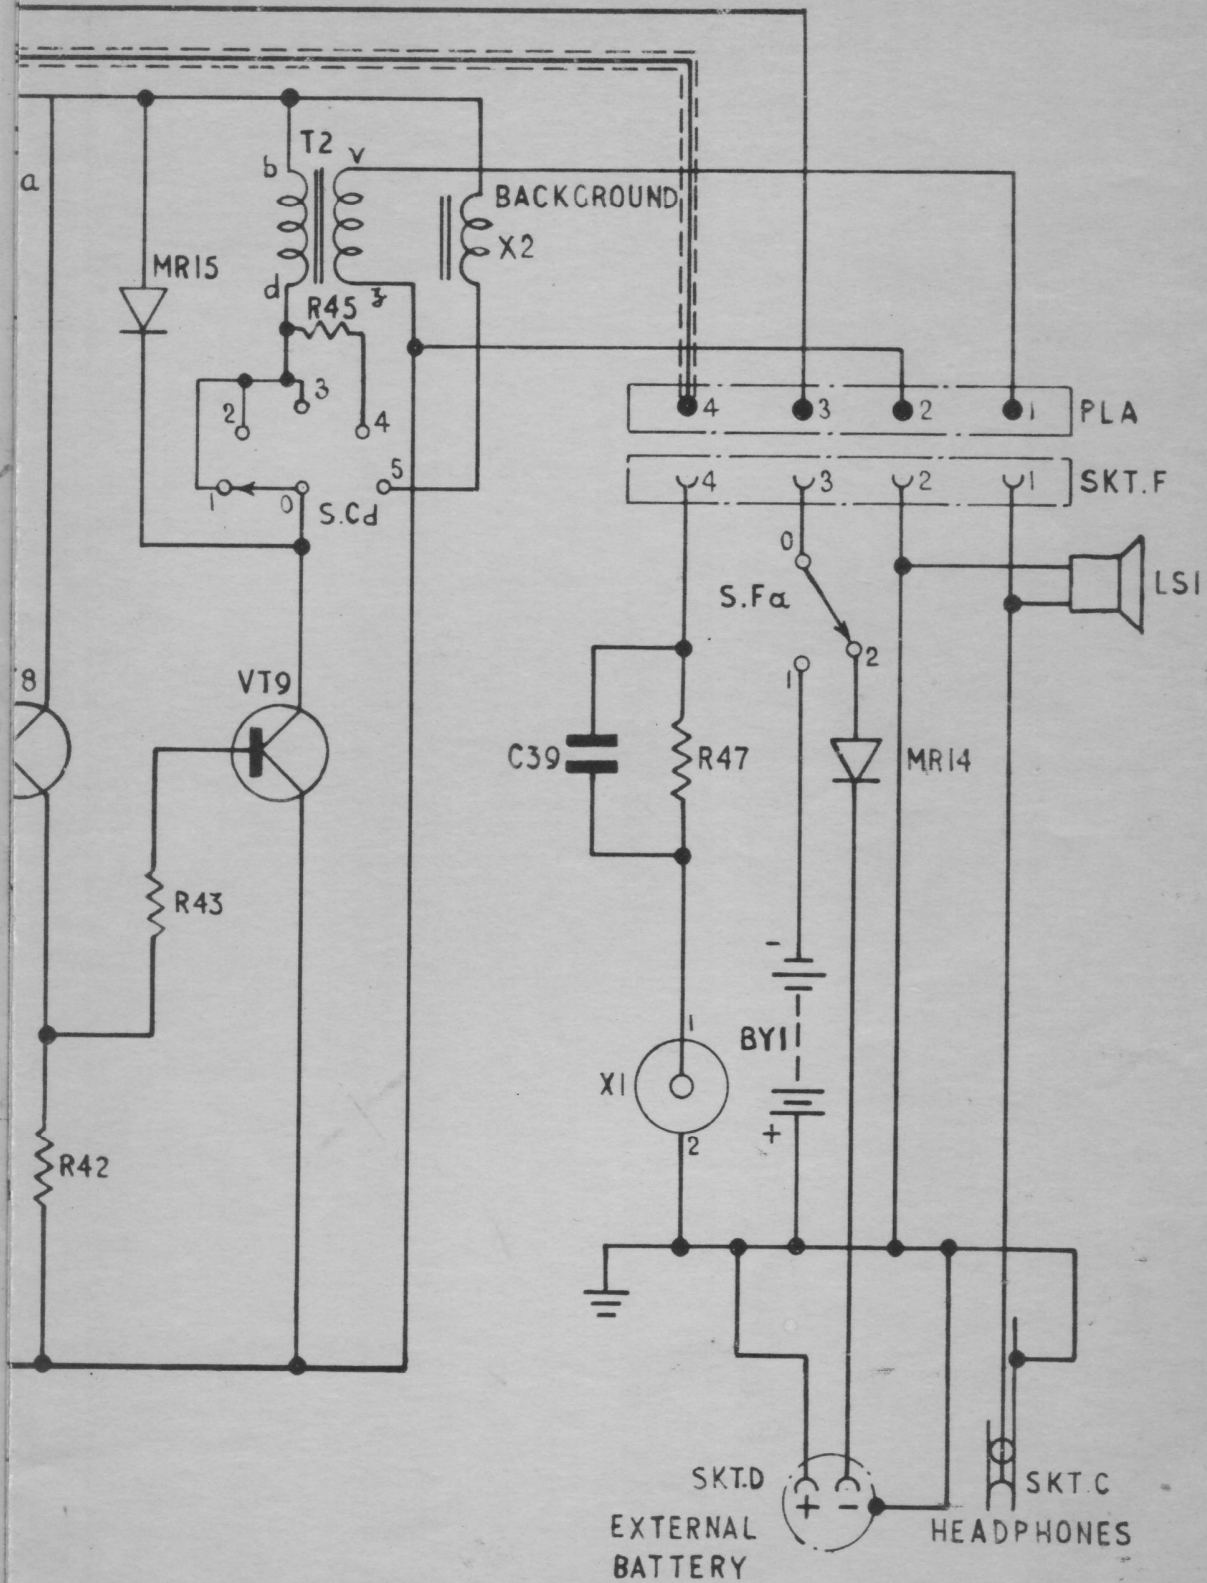 T2
b
v
a
BACKGROUND
X2
MR15
d
z
R45
3
2
4
1
0
5
S.Cd
4
3
2
1
PLA
4
3
2
1
SKT.F
0
S.Fa
LS1
2
1
8
VT9
C39
R47
MR14
R43
-
1
BY1
X1
+
2
R42
SKT.D
+ -
SKT.C
EXTERNAL
BATTERY
HEADPHONES